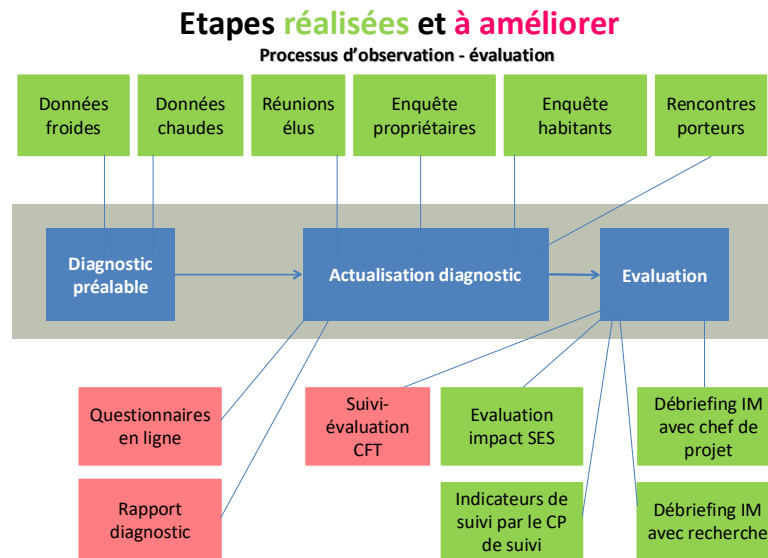 Etapes réalisées et à améliorer
Processus d'observation - évaluation
Données
froides
Données
chaudes
Réunions
élus
Enquête
propriétaires
Enquête
habitants
Rencontres
porteurs
Diagnostic
préalable
Actualisation diagnostic
Evaluation
Questionnaires
en ligne
Suivi-
évaluation
CFT
Evaluation
impact SES
Débriefing IM
avec chef de
projet
Rapport
diagnostic
Indicateurs de
suivi par le CP
de suivi
Débriefing IM
avec recherche